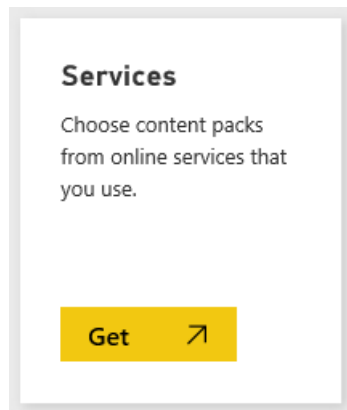 Services
Choose content packs
from online services that
you use.
Get